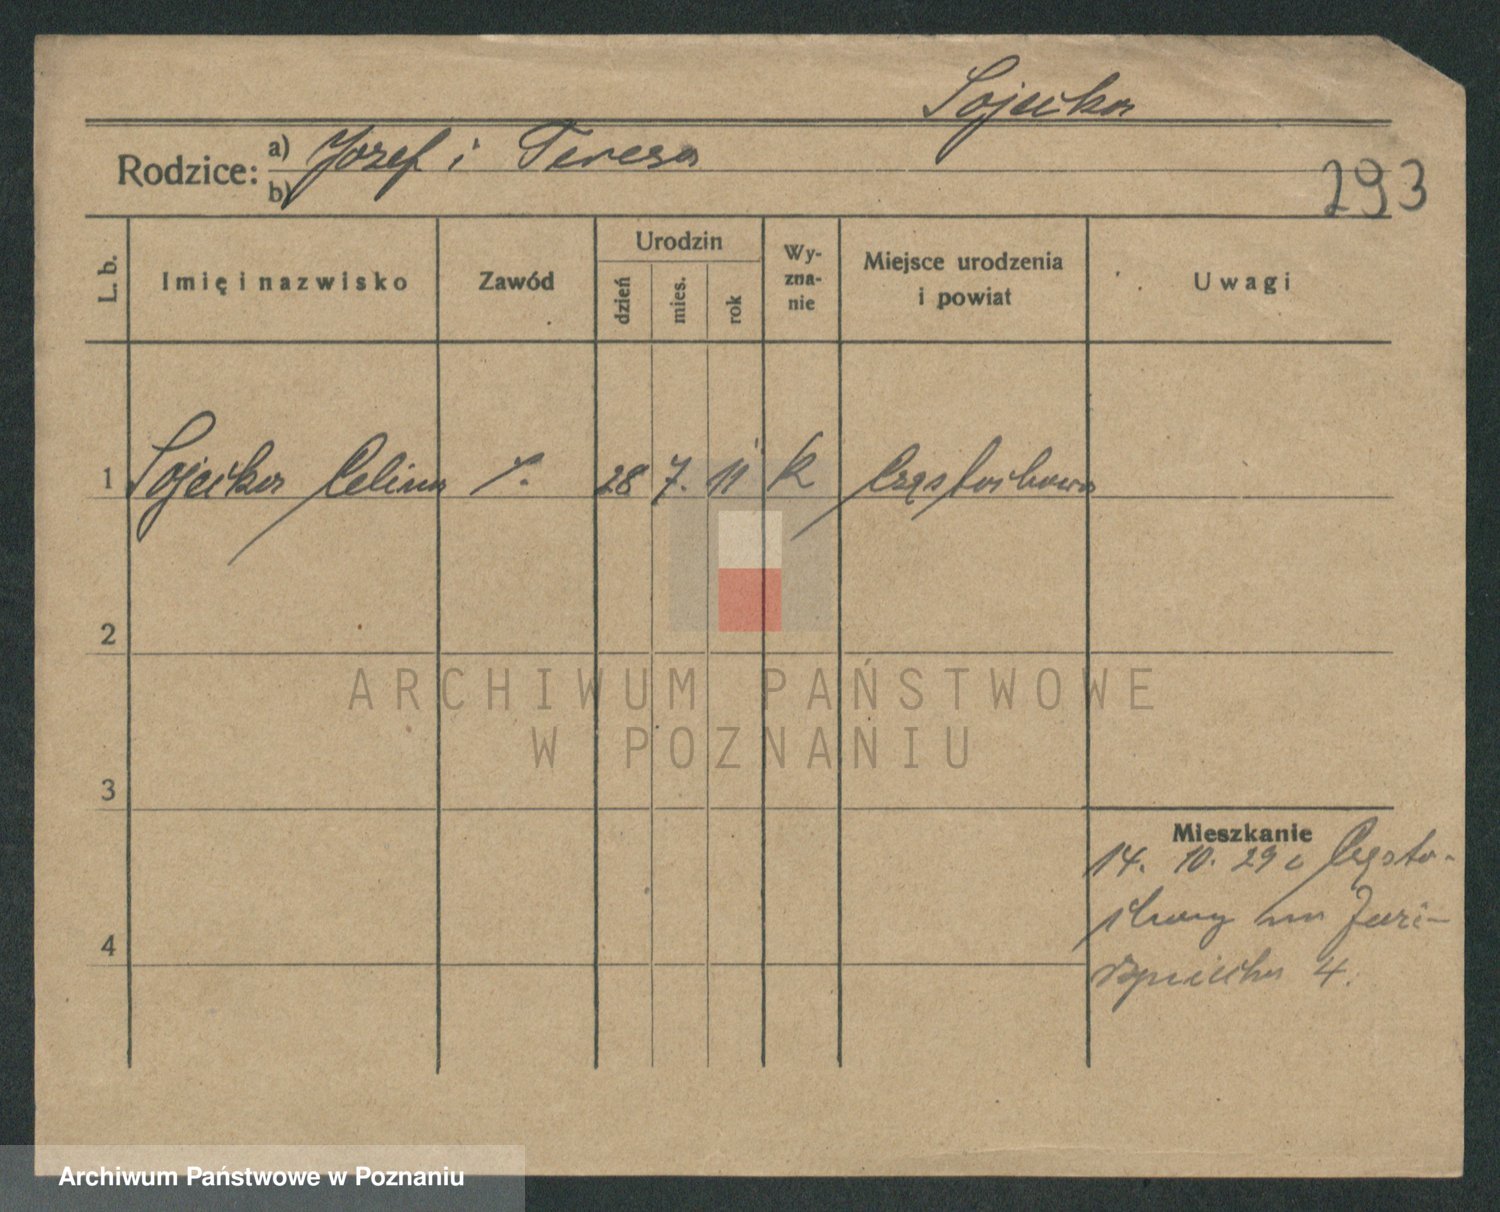 Sojecka
Rodzice: a) Jozef i Teresa
b)
293
L. b.
Imię i nazwisko
Zawód
Urodzin
dzień
mies.
rok
Wy-
zna-
nie
Miejsce urodzenia
i powiat
Uwagi
1 Sojecka Celina 28 7. 11 k Częstochowa
2
ARCHIWUM PAŃSTWOWE
W POZNANIU
3
Mieszkanie
14. 10. 29 z Często-
chowy
4
4.
Archiwum Państwowe w Poznaniu